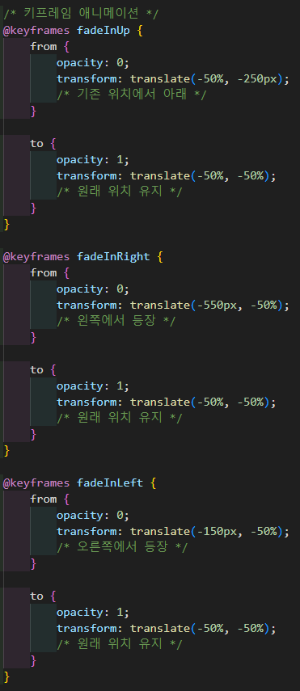 /* 키프레임 애니메이션 */
@keyframes fadeInUp {
    from {
        opacity: 0;
        transform: translate(-50%, -250px);
        /* 기존 위치에서 아래 */
    }

    to {
        opacity: 1;
        transform: translate(-50%, -50%);
        /* 원래 위치 유지 */
    }
}

@keyframes fadeInRight {
    from {
        opacity: 0;
        transform: translate(-550px, -50%);
        /* 왼쪽에서 등장 */
    }

    to {
        opacity: 1;
        transform: translate(-50%, -50%);
        /* 원래 위치 유지 */
    }
}

@keyframes fadeInLeft {
    from {
        opacity: 0;
        transform: translate(-150px, -50%);
        /* 오른쪽에서 등장 */
    }

    to {
        opacity: 1;
        transform: translate(-50%, -50%);
        /* 원래 위치 유지 */
    }
}